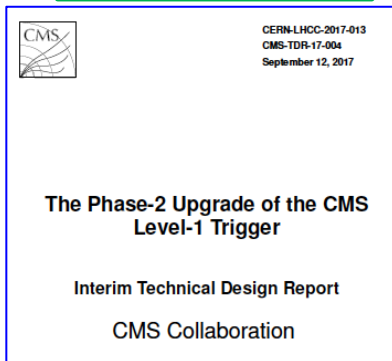 CMS
CERN-LHCC-2017-013
CMS-TDR-17-004
September 12, 2017
The Phase-2 Upgrade of the CMS
Level-1 Trigger
Interim Technical Design Report
CMS Collaboration